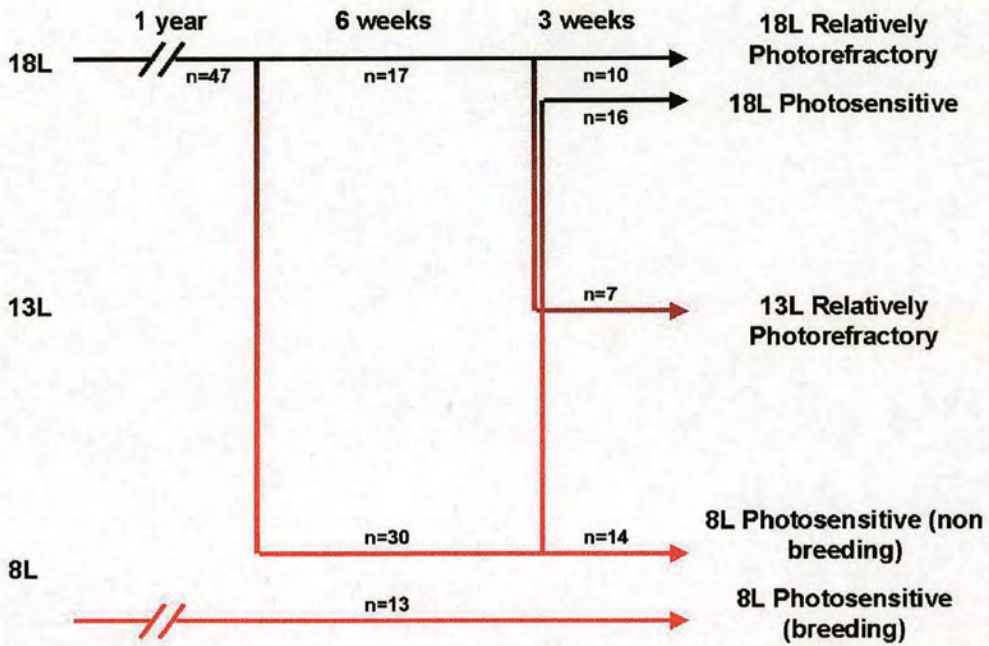 1 year 6 weeks 3 weeks
18L Relatively
Photorefractory
18L
n=47 n=17 n=10
18L Photosensitive
n=16
13L
n=7
13L Relatively
Photorefractory
n=30 n=14
8L Photosensitive (non
breeding)
8L
n=13
8L Photosensitive
(breeding)